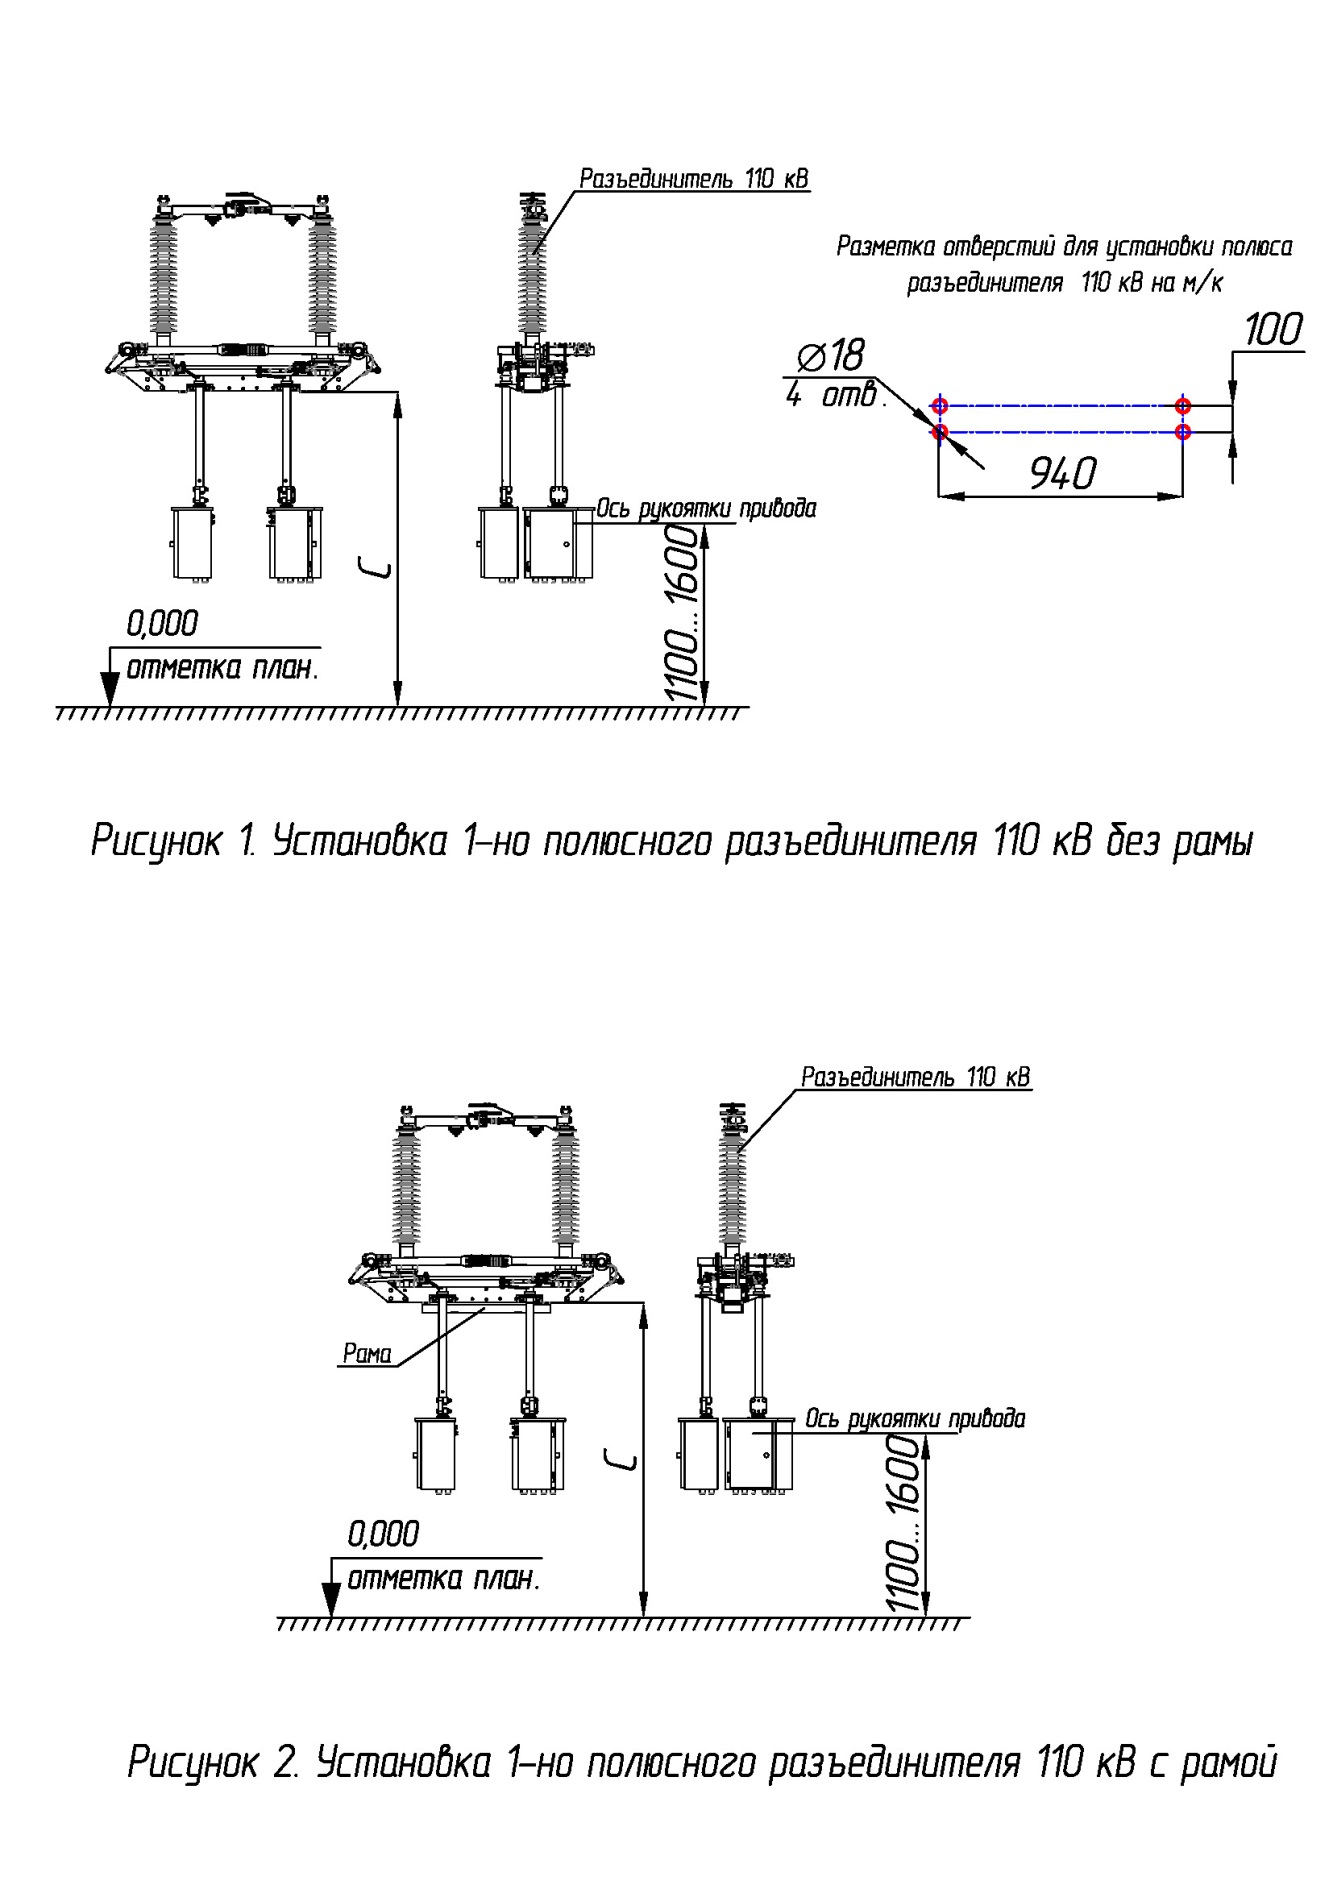 Разъединитель 110 кВ
Разметка отверстий для установки полюса
разъединителя 110 кВ на м/к
100
⌀18
4 отв.
940
Ось рукоятки привода
1100...1600
С
0,000
отметка план.
Рисунок 1. Установка 1-но полюсного разъединителя 110 кВ без рамы
Разъединитель 110 кВ
Рама
Ось рукоятки привода
1100...1600
С
0,000
отметка план.
Рисунок 2. Установка 1-но полюсного разъединителя 110 кВ с рамой